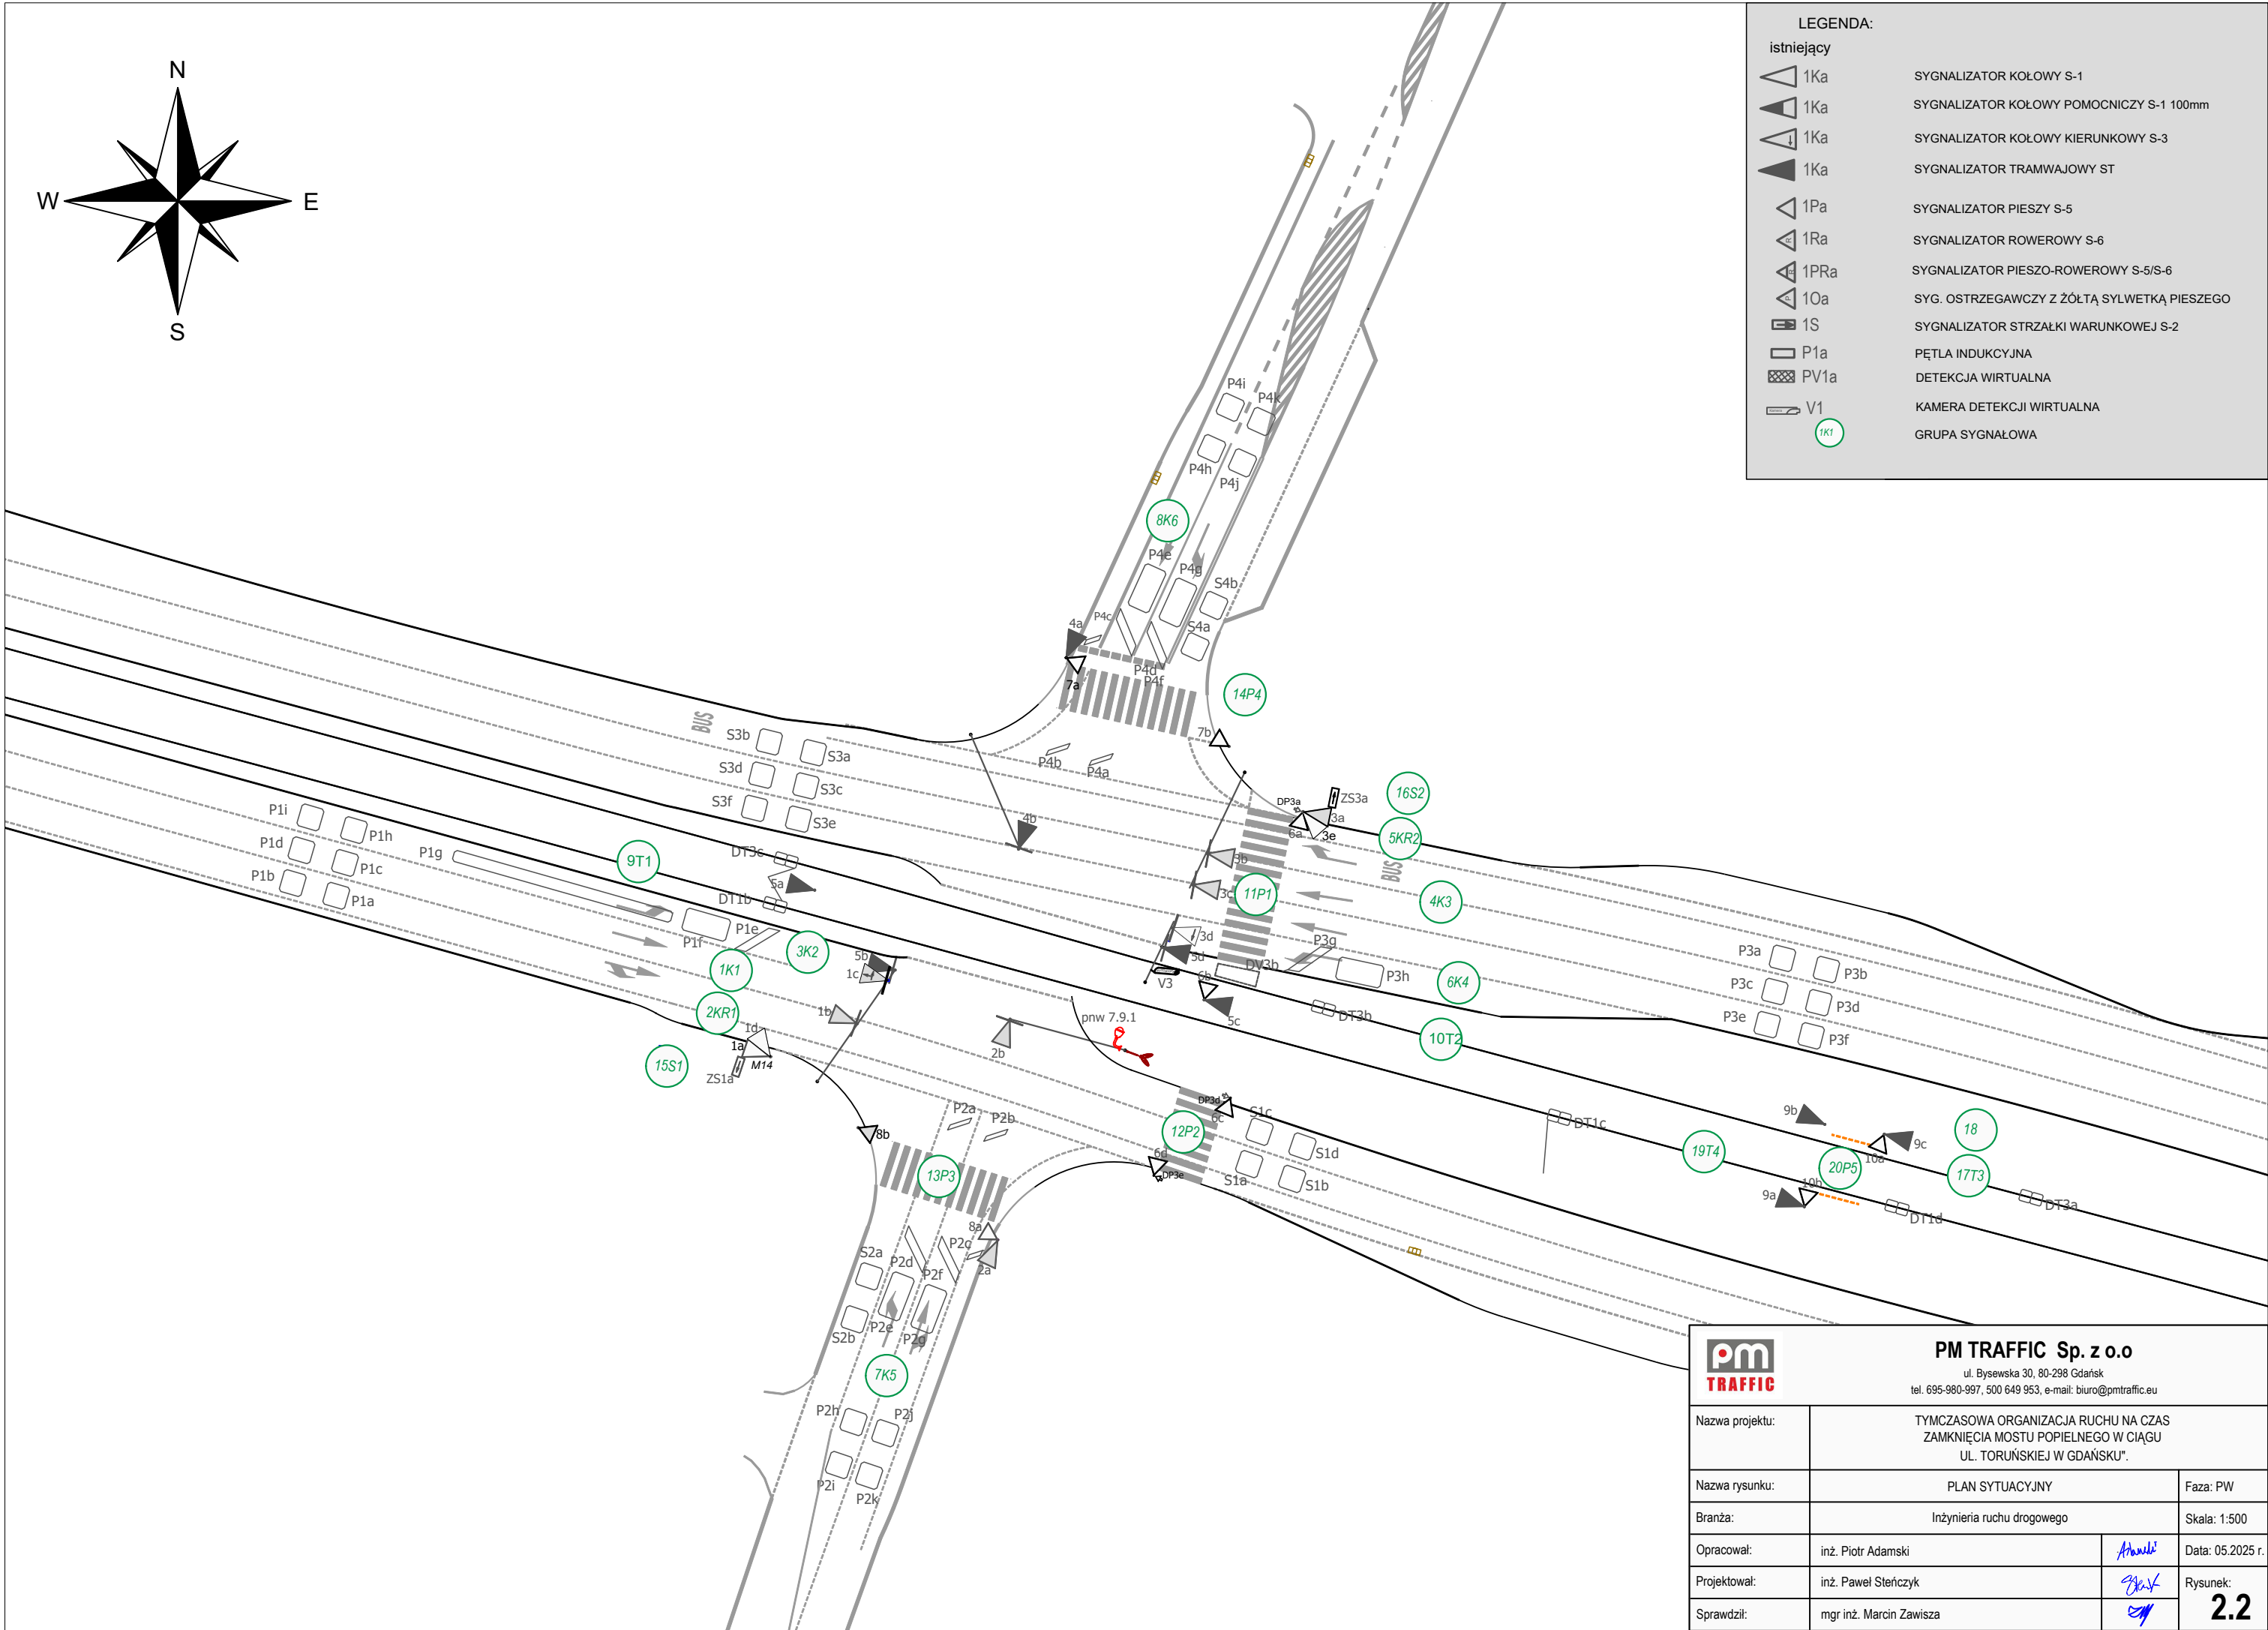 N
W
E
S
LEGENDA:
istniejący
1Ka SYGNALIZATOR KOŁOWY S-1
1Ka SYGNALIZATOR KOŁOWY POMOCNICZY S-1 100mm
1Ka SYGNALIZATOR KOŁOWY KIERUNKOWY S-3
1Ka SYGNALIZATOR TRAMWAJOWY ST
1Pa SYGNALIZATOR PIESZY S-5
R 1Ra SYGNALIZATOR ROWEROWY S-6
1PRa SYGNALIZATOR PIESZO-ROWEROWY S-5/S-6
P 1Oa SYG. OSTRZEGAWCZY Z ŻÓŁTĄ SYLWETKĄ PIESZEGO
1S SYGNALIZATOR STRZAŁKI WARUNKOWEJ S-2
P1a PĘTLA INDUKCYJNA
PV1a DETEKCJA WIRTUALNA
V1 KAMERA DETEKCJI WIRTUALNA
1K1 GRUPA SYGNAŁOWA
P4i
P4k
P4h
P4j
8K6
P4e
P4g
S4b
P4c
4a
S4a
P4d
P4f
7a
14P4
7b
P4b
P4a
BUS
S3b
S3a
S3d
S3c
S3f
S3e
4b
DP3a
ZS3a
16S2
3a
6a
3e
5KR2
P1i
P1h
P1d
P1c
P1g
P1b
P1a
9T1
DT3c
5a
DT1b
3b
3c
11P1
BUS
4K3
P1f
P1e
3K2
1K1
5b
1c
3d
5d
P3g
DV3b
P3h
6b
V3
6K4
5c
P3a
P3b
P3c
P3d
P3e
P3f
2KR1
1b
1d
1a
M14
ZS1a
15S1
2b
pnw 7.9.1
DT3b
10T2
8b
P2a
P2b
13P3
DP3d
6c
S1c
12P2
S1d
6d
DP3e
S1a
S1b
DT1c
19T4
9b
18
9c
10a
20P5
17T3
9a
10b
DT1d
DT3a
8a
P2c
2a
S2a
P2d
P2f
S2b
P2e
P2g
7K5
P2h
P2j
P2i
P2k
pm
TRAFFIC
PM TRAFFIC Sp. z o.o
ul. Bysewska 30, 80-298 Gdańsk
tel. 695-980-997, 500 649 953, e-mail: biuro@pmtraffic.eu
Nazwa projektu:
TYMCZASOWA ORGANIZACJA RUCHU NA CZAS
ZAMKNIĘCIA MOSTU POPIELNEGO W CIĄGU
UL. TORUŃSKIEJ W GDAŃSKU".
Nazwa rysunku: PLAN SYTUACYJNY Faza: PW
Branża: Inżynieria ruchu drogowego Skala: 1:500
Opracował: inż. Piotr Adamski Data: 05.2025 r.
Projektował: inż. Paweł Steńczyk Rysunek:
Sprawdził: mgr inż. Marcin Zawisza 2.2